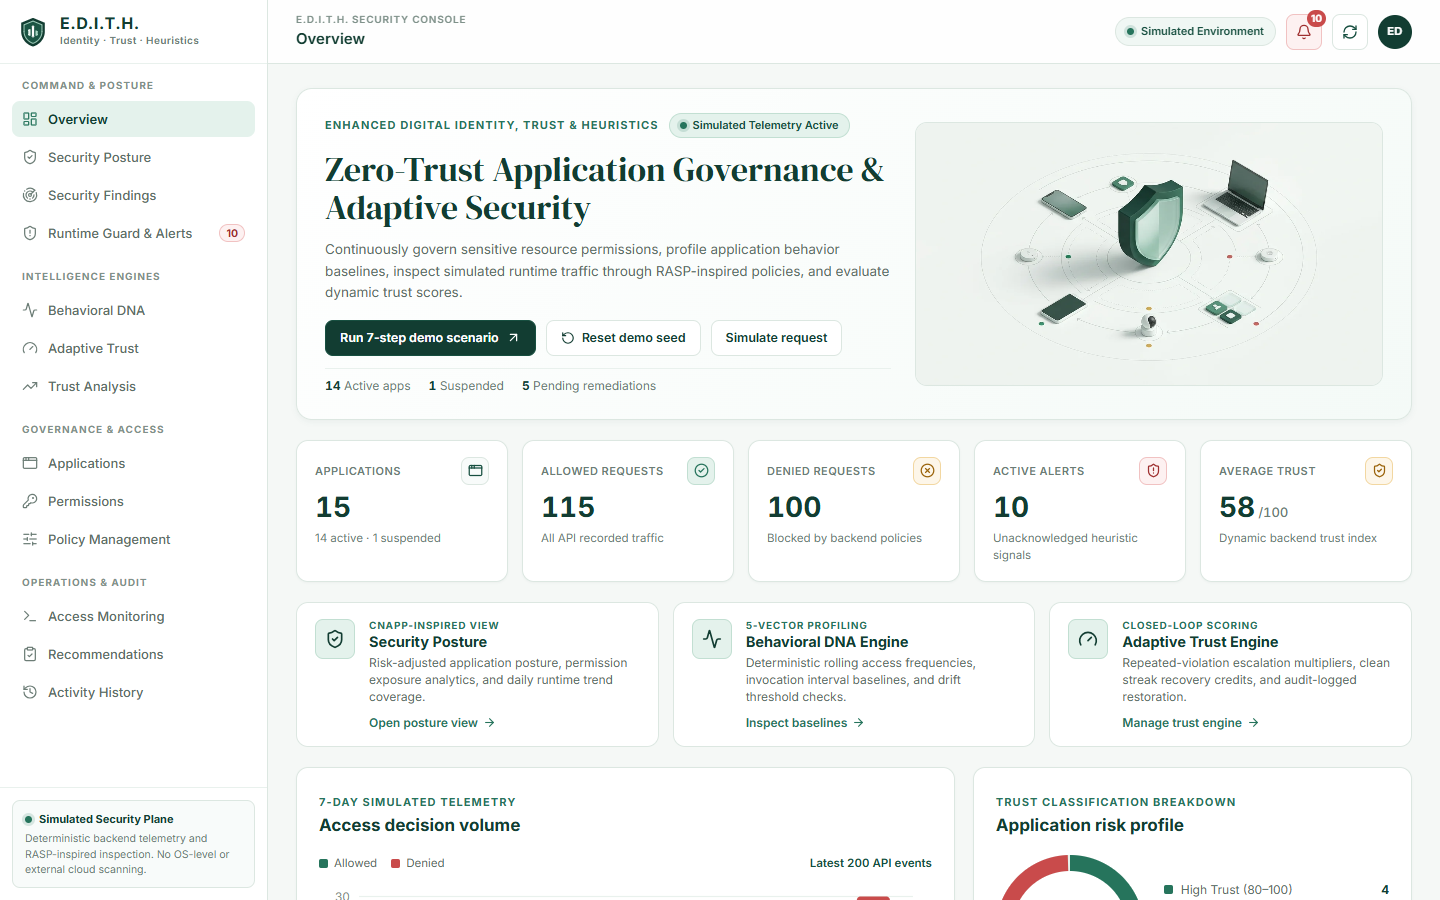 E.D.I.T.H.
Identity · Trust · Heuristics
COMMAND & POSTURE
Overview
Security Posture
Security Findings
Runtime Guard & Alerts
10
INTELLIGENCE ENGINES
Behavioral DNA
Adaptive Trust
Trust Analysis
GOVERNANCE & ACCESS
Applications
Permissions
Policy Management
OPERATIONS & AUDIT
Access Monitoring
Recommendations
Activity History
Simulated Security Plane
Deterministic backend telemetry and
RASP-inspired inspection. No OS-level or
external cloud scanning.
E.D.I.T.H. SECURITY CONSOLE
Overview
Simulated Environment
10
ED
ENHANCED DIGITAL IDENTITY, TRUST & HEURISTICS
Simulated Telemetry Active
Zero-Trust Application Governance &
Adaptive Security
Continuously govern sensitive resource permissions, profile application behavior
baselines, inspect simulated runtime traffic through RASP-inspired policies, and evaluate
dynamic trust scores.
Run 7-step demo scenario
Reset demo seed
Simulate request
14 Active apps
1 Suspended
5 Pending remediations
APPLICATIONS
15
14 active · 1 suspended
ALLOWED REQUESTS
115
All API recorded traffic
DENIED REQUESTS
100
Blocked by backend policies
ACTIVE ALERTS
10
Unacknowledged heuristic
signals
AVERAGE TRUST
58 /100
Dynamic backend trust index
CNAPP-INSPIRED VIEW
Security Posture
Risk-adjusted application posture, permission
exposure analytics, and daily runtime trend
coverage.
Open posture view →
5-VECTOR PROFILING
Behavioral DNA Engine
Deterministic rolling access frequencies,
invocation interval baselines, and drift
threshold checks.
Inspect baselines →
CLOSED-LOOP SCORING
Adaptive Trust Engine
Repeated-violation escalation multipliers, clean
streak recovery credits, and audit-logged
restoration.
Manage trust engine →
7-DAY SIMULATED TELEMETRY
Access decision volume
Allowed
Denied
Latest 200 API events
30
TRUST CLASSIFICATION BREAKDOWN
Application risk profile
High Trust (80–100)
4